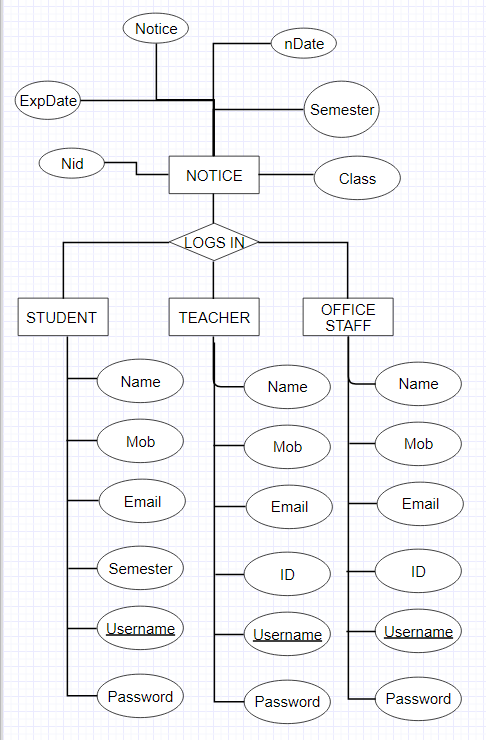 Notice
nDate
ExpDate
Semester
Nid
NOTICE
Class
LOGS IN
STUDENT
TEACHER
OFFICE
STAFF
Name
Mob
Email
Semester
Username
Password
Name
Mob
Email
ID
Username
Password
Name
Mob
Email
ID
Username
Password